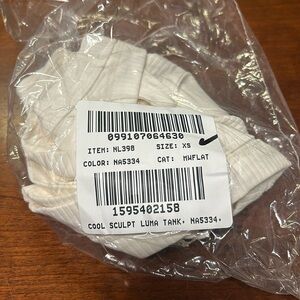 099107064630
ITEM: NL398 SIZE: XS
COLOR: NA5334 CAT: MWFLAT
1595402158
COOL SCULPT LUMA TANK. NA5334.